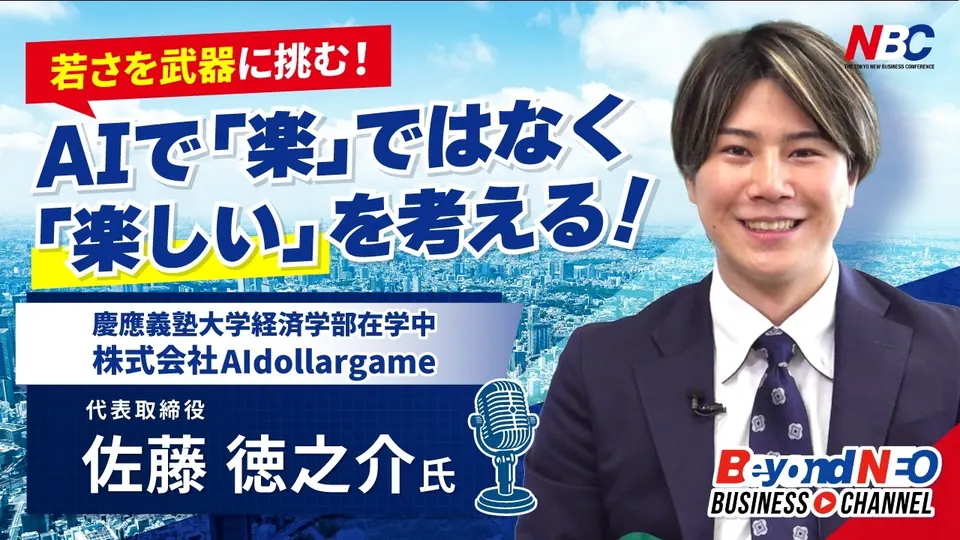 若さを武器に挑む！
NBC
THE TOKYO NEW BUSINESS CONFERENCE
AIで「楽」ではなく
「楽しい」を考える！
慶應義塾大学経済学部在学中
株式会社AIdollargame
代表取締役
佐藤 徳之介氏
Beyond NEO
BUSINESS CHANNEL